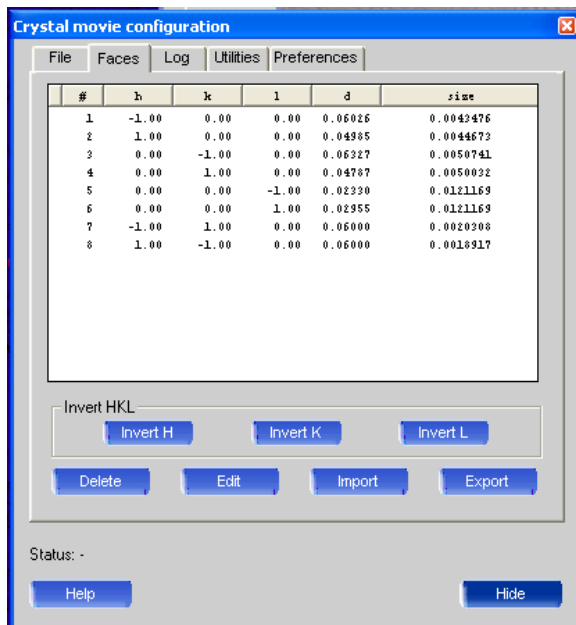 Crystal movie configuration
File Faces Log Utilities Preferences
# h k l d size
1 -1.00 0.00 0.00 0.06026 0.0043476
2 1.00 0.00 0.00 0.04985 0.0044673
3 0.00 -1.00 0.00 0.06327 0.0050741
4 0.00 1.00 0.00 0.04787 0.0050032
5 0.00 0.00 -1.00 0.02330 0.0121169
6 0.00 0.00 1.00 0.02955 0.0121169
7 -1.00 1.00 0.00 0.06000 0.0020308
8 1.00 -1.00 0.00 0.06000 0.0018917
Invert HKL
Invert H Invert K Invert L
Delete Edit Import Export
Status: -
Help Hide